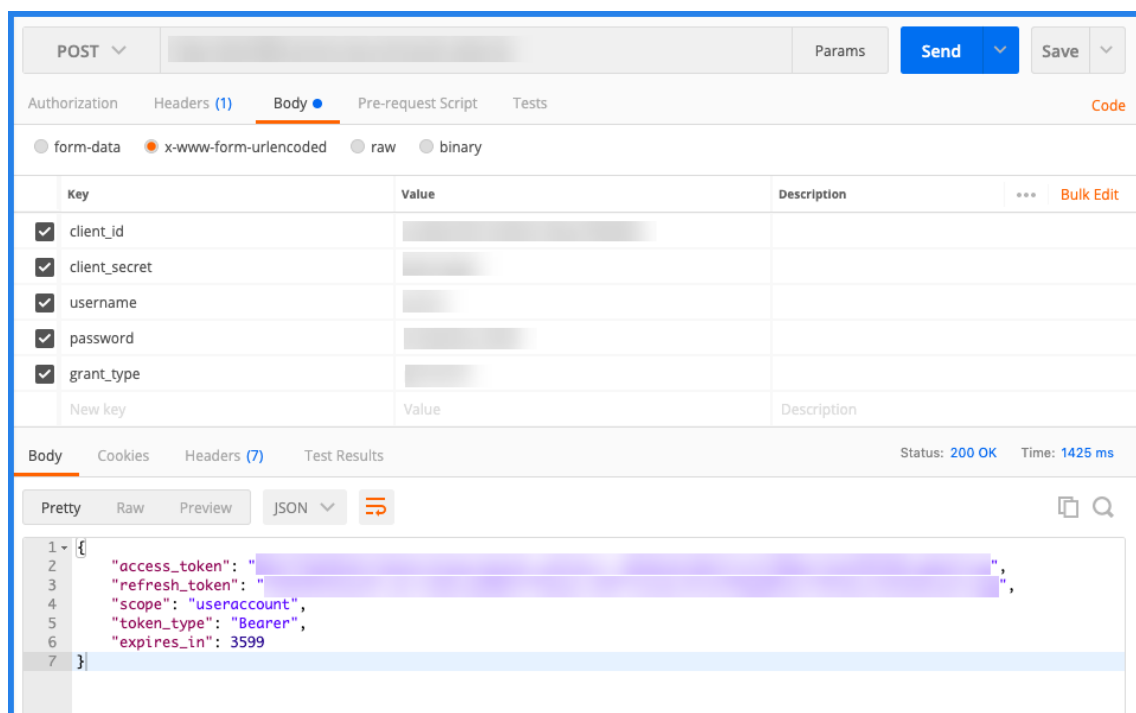 POST Params Send Save
Authorization Headers (1) Body Pre-request Script Tests Code
form-data x-www-form-urlencoded raw binary
Key Value Description ••• Bulk Edit
client_id
client_secret
username
password
grant_type
New key Value Description
Body Cookies Headers (7) Test Results Status: 200 OK Time: 1425 ms
Pretty Raw Preview JSON
1 {
2 "access_token": "",
3 "refresh_token": "",
4 "scope": "useraccount",
5 "token_type": "Bearer",
6 "expires_in": 3599
7 }